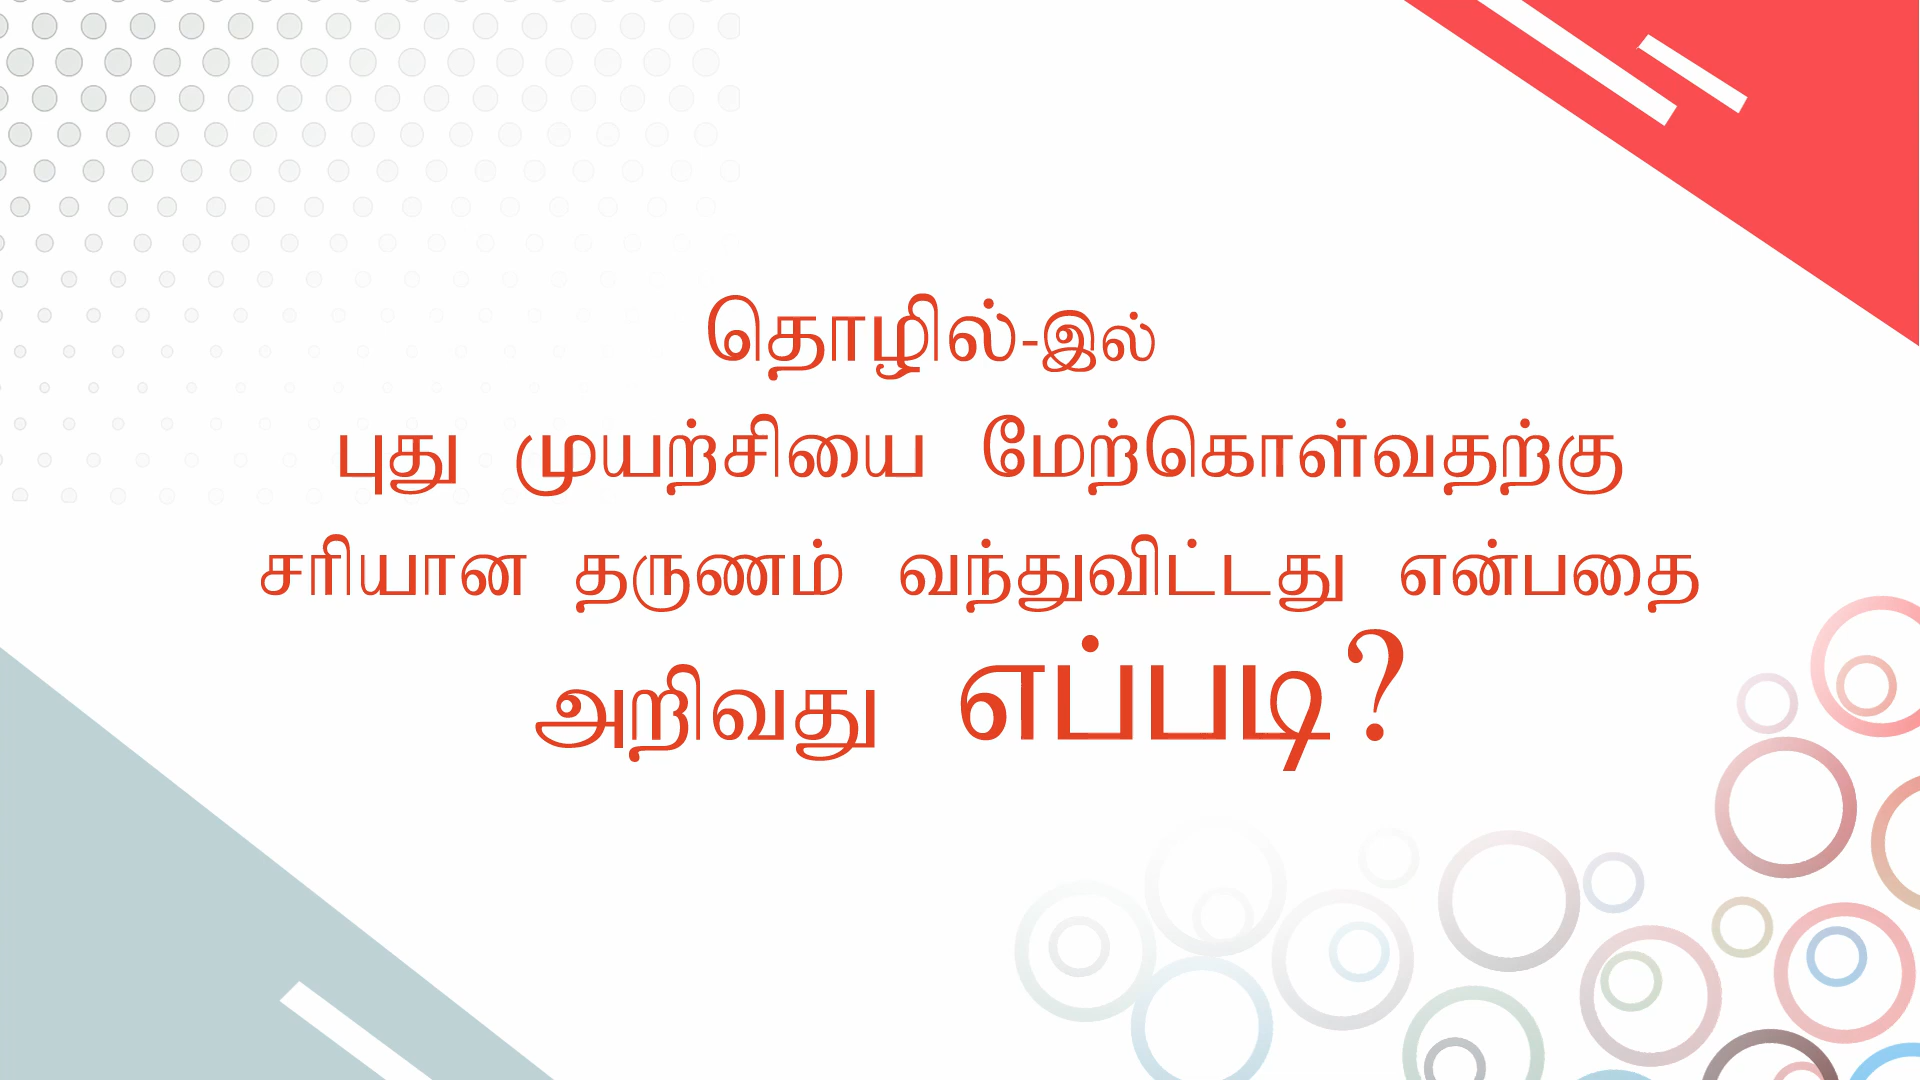 தொழில்-இல்
புது முயற்சியை மேற்கொள்வதற்கு
சரியான தருணம் வந்துவிட்டது என்பதை
அறிவது எப்படி?